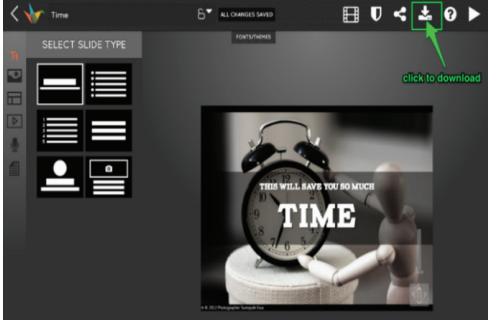 Time
ALL CHANGES SAVED
FONTS/THEMES
SELECT SLIDE TYPE
click to download
THIS WILL SAVE YOU SO MUCH
TIME